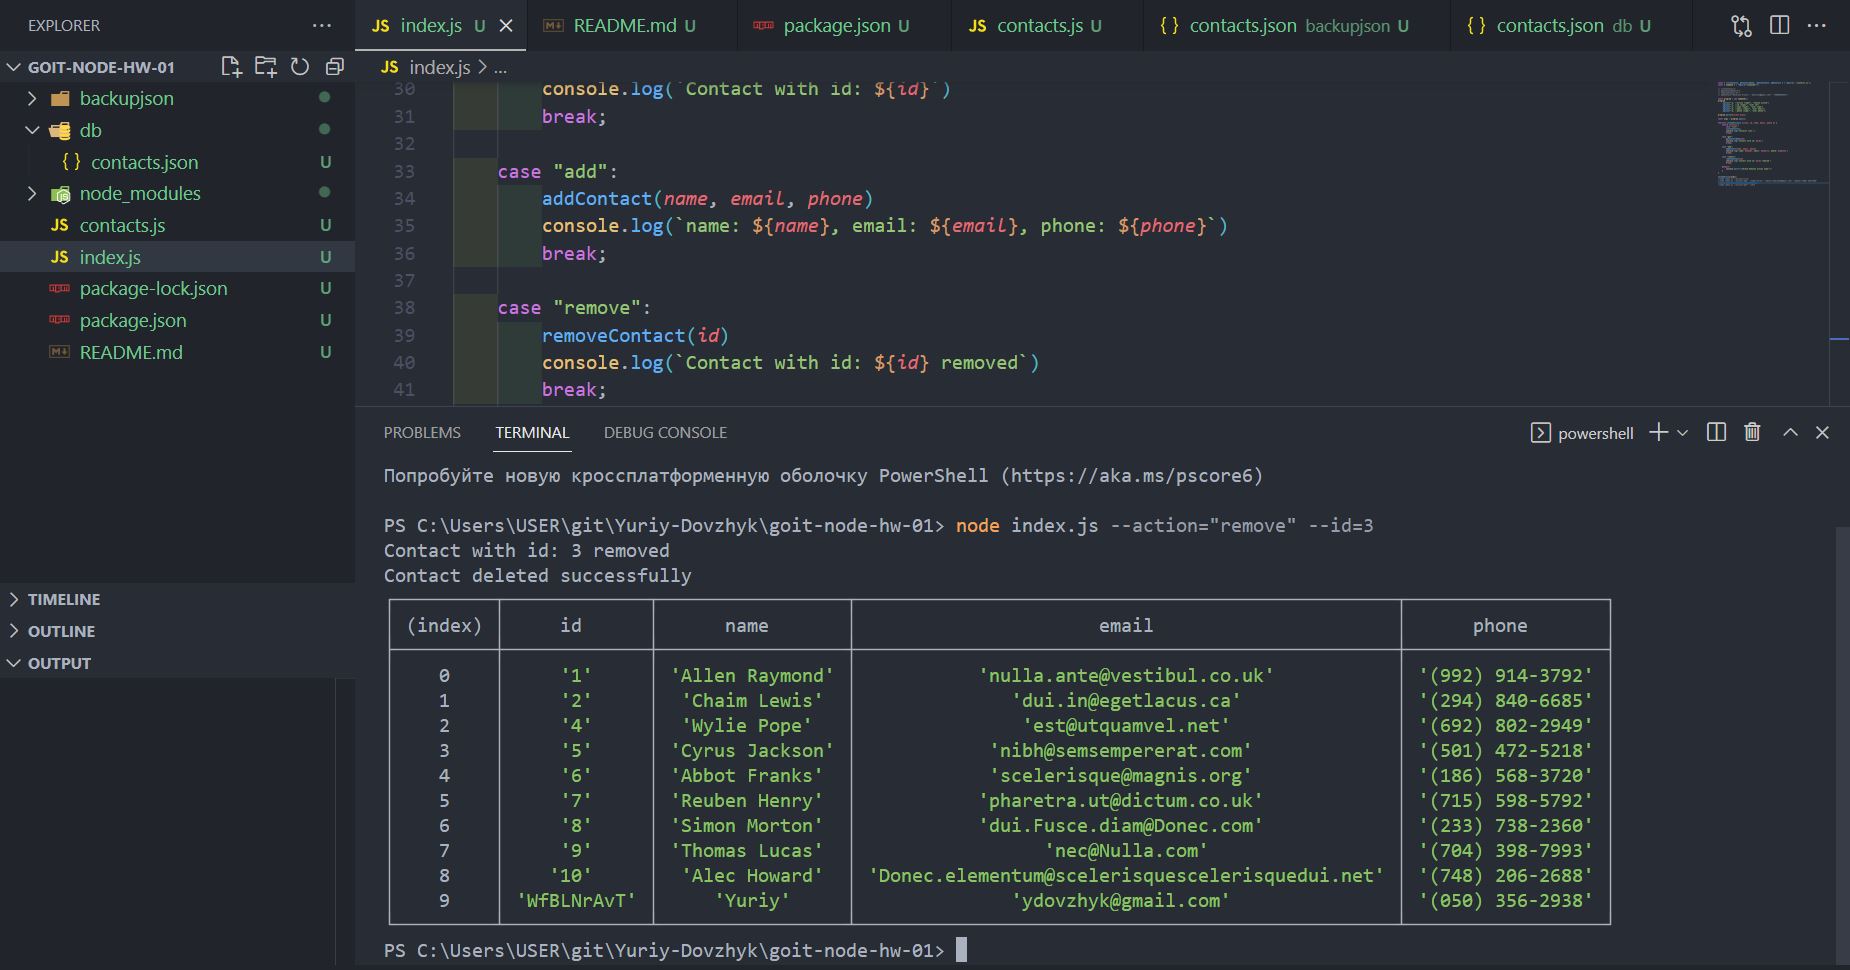 EXPLORER
GOIT-NODE-HW-01
backupjson
db
contacts.json U
node_modules
contacts.js U
index.js U
package-lock.json U
package.json U
README.md U
TIMELINE
OUTLINE
OUTPUT
JS index.js U README.md U package.json U JS contacts.js U {} contacts.json backupjson U {} contacts.json db U
JS index.js > ...
30 console.log(`Contact with id: ${id}`)
31 break;
32
33 case "add":
34 addContact(name, email, phone)
35 console.log(`name: ${name}, email: ${email}, phone: ${phone}`)
36 break;
37
38 case "remove":
39 removeContact(id)
40 console.log(`Contact with id: ${id} removed`)
41 break;
PROBLEMS TERMINAL DEBUG CONSOLE powershell
Попробуйте новую кроссплатформенную оболочку PowerShell (https://aka.ms/pscore6)
PS C:\Users\USER\git\Yuriy-Dovzhyk\goit-node-hw-01> node index.js --action="remove" --id=3
Contact with id: 3 removed
Contact deleted successfully
(index) id name email phone
0 '1' 'Allen Raymond' 'nulla.ante@vestibul.co.uk' '(992) 914-3792'
1 '2' 'Chaim Lewis' 'dui.in@egetlacus.ca' '(294) 840-6685'
2 '4' 'Wylie Pope' 'est@utquamvel.net' '(692) 802-2949'
3 '5' 'Cyrus Jackson' 'nibh@semsempererat.com' '(501) 472-5218'
4 '6' 'Abbot Franks' 'scelerisque@magnis.org' '(186) 568-3720'
5 '7' 'Reuben Henry' 'pharetra.ut@dictum.co.uk' '(715) 598-5792'
6 '8' 'Simon Morton' 'dui.Fusce.diam@Donec.com' '(233) 738-2360'
7 '9' 'Thomas Lucas' 'nec@Nulla.com' '(704) 398-7993'
8 '10' 'Alec Howard' 'Donec.elementum@scelerisquescelerisquedui.net' '(748) 206-2688'
9 'WfBLNrAvT' 'Yuriy' 'ydovzhyk@gmail.com' '(050) 356-2938'
PS C:\Users\USER\git\Yuriy-Dovzhyk\goit-node-hw-01>